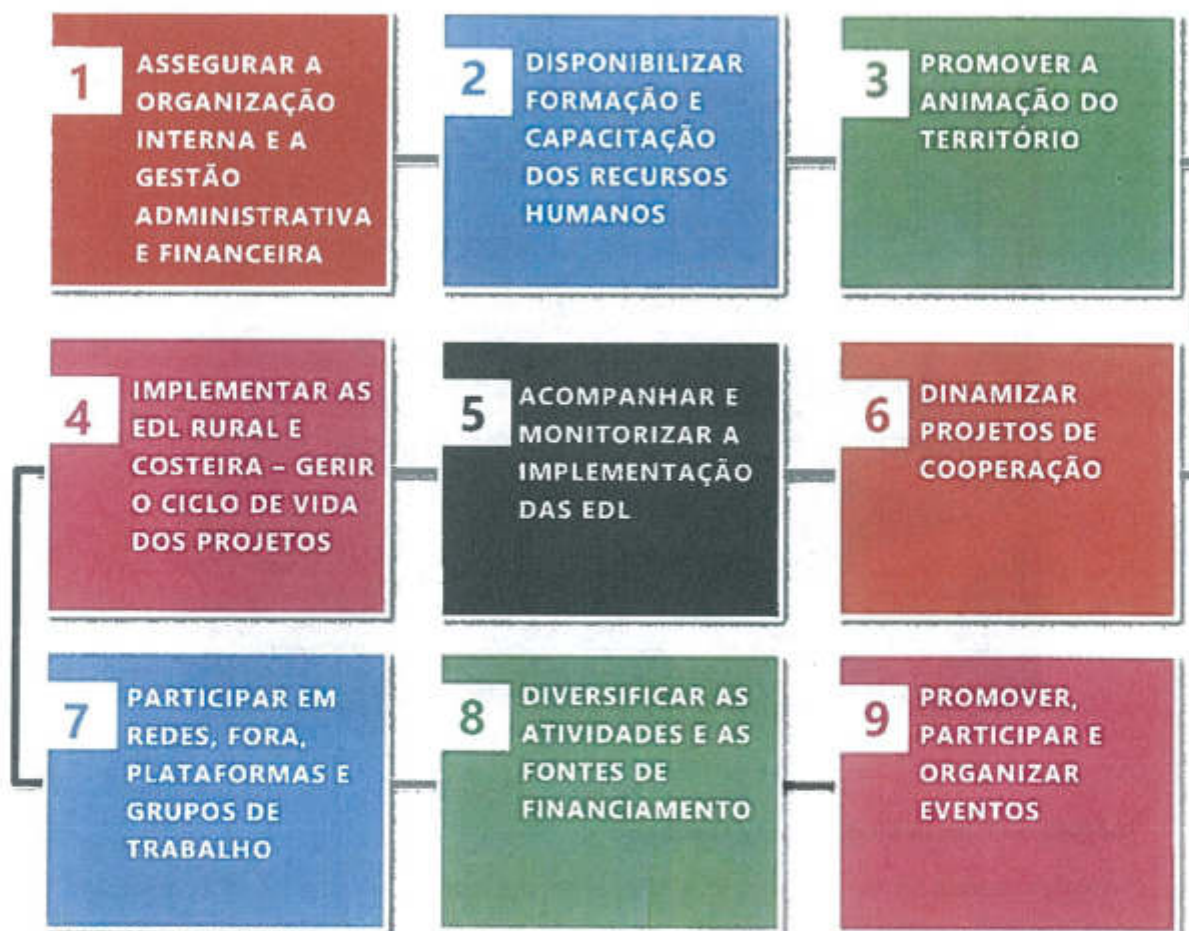 1
ASSEGURAR A
ORGANIZAÇÃO
INTERNA E A
GESTÃO
ADMINISTRATIVA
E FINANCEIRA
2
DISPONIBILIZAR
FORMAÇÃO E
CAPACITAÇÃO
DOS RECURSOS
HUMANOS
3
PROMOVER A
ANIMAÇÃO DO
TERRITÓRIO
4
IMPLEMENTAR AS
EDL RURAL E
COSTEIRA – GERIR
O CICLO DE VIDA
DOS PROJETOS
5
ACOMPANHAR E
MONITORIZAR A
IMPLEMENTAÇÃO
DAS EDL
6
DINAMIZAR
PROJETOS DE
COOPERAÇÃO
7
PARTICIPAR EM
REDES, FORA,
PLATAFORMAS E
GRUPOS DE
TRABALHO
8
DIVERSIFICAR AS
ATIVIDADES E AS
FONTES DE
FINANCIAMENTO
9
PROMOVER,
PARTICIPAR E
ORGANIZAR
EVENTOS